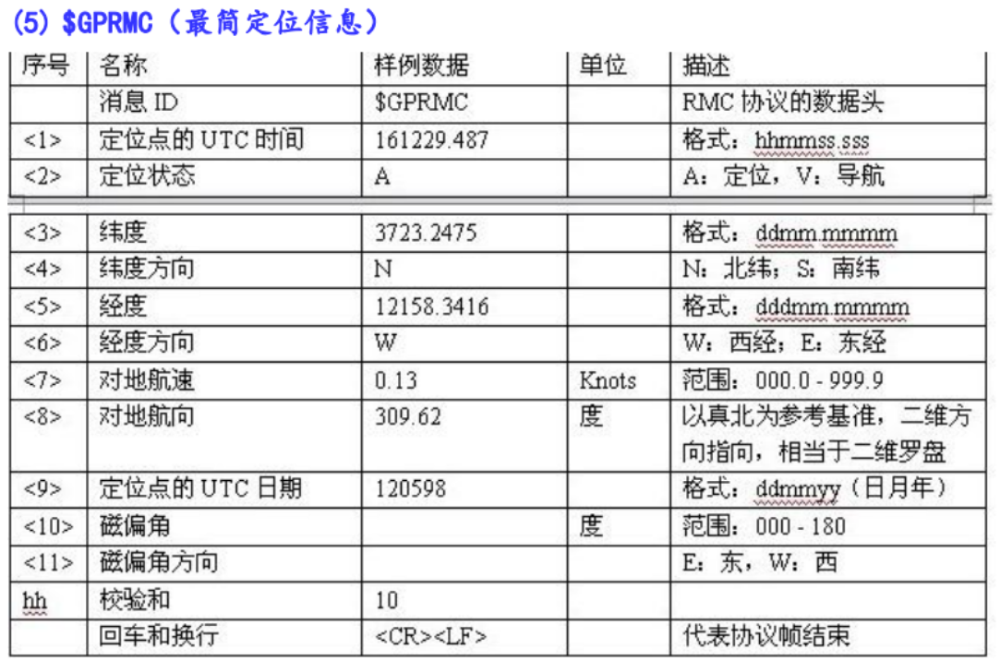 (5) $GPRMC（最简定位信息）
序号 名称 样例数据 单位 描述
消息 ID $GPRMC RMC 协议的数据头
<1> 定位点的 UTC 时间 161229.487 格式：hhmmss.sss
<2> 定位状态 A A：定位，V：导航
<3> 纬度 3723.2475 格式：ddmm.mmmm
<4> 纬度方向 N N：北纬；S：南纬
<5> 经度 12158.3416 格式：dddmm.mmmm
<6> 经度方向 W W：西经；E：东经
<7> 对地航速 0.13 Knots 范围：000.0 - 999.9
<8> 对地航向 309.62 度 以真北为参考基准，二维方
向指向，相当于二维罗盘
<9> 定位点的 UTC 日期 120598 格式：ddmmyy（日月年）
<10> 磁偏角 度 范围：000 - 180
<11> 磁偏角方向 E：东，W：西
hh 校验和 10
回车和换行 <CR><LF> 代表协议帧结束